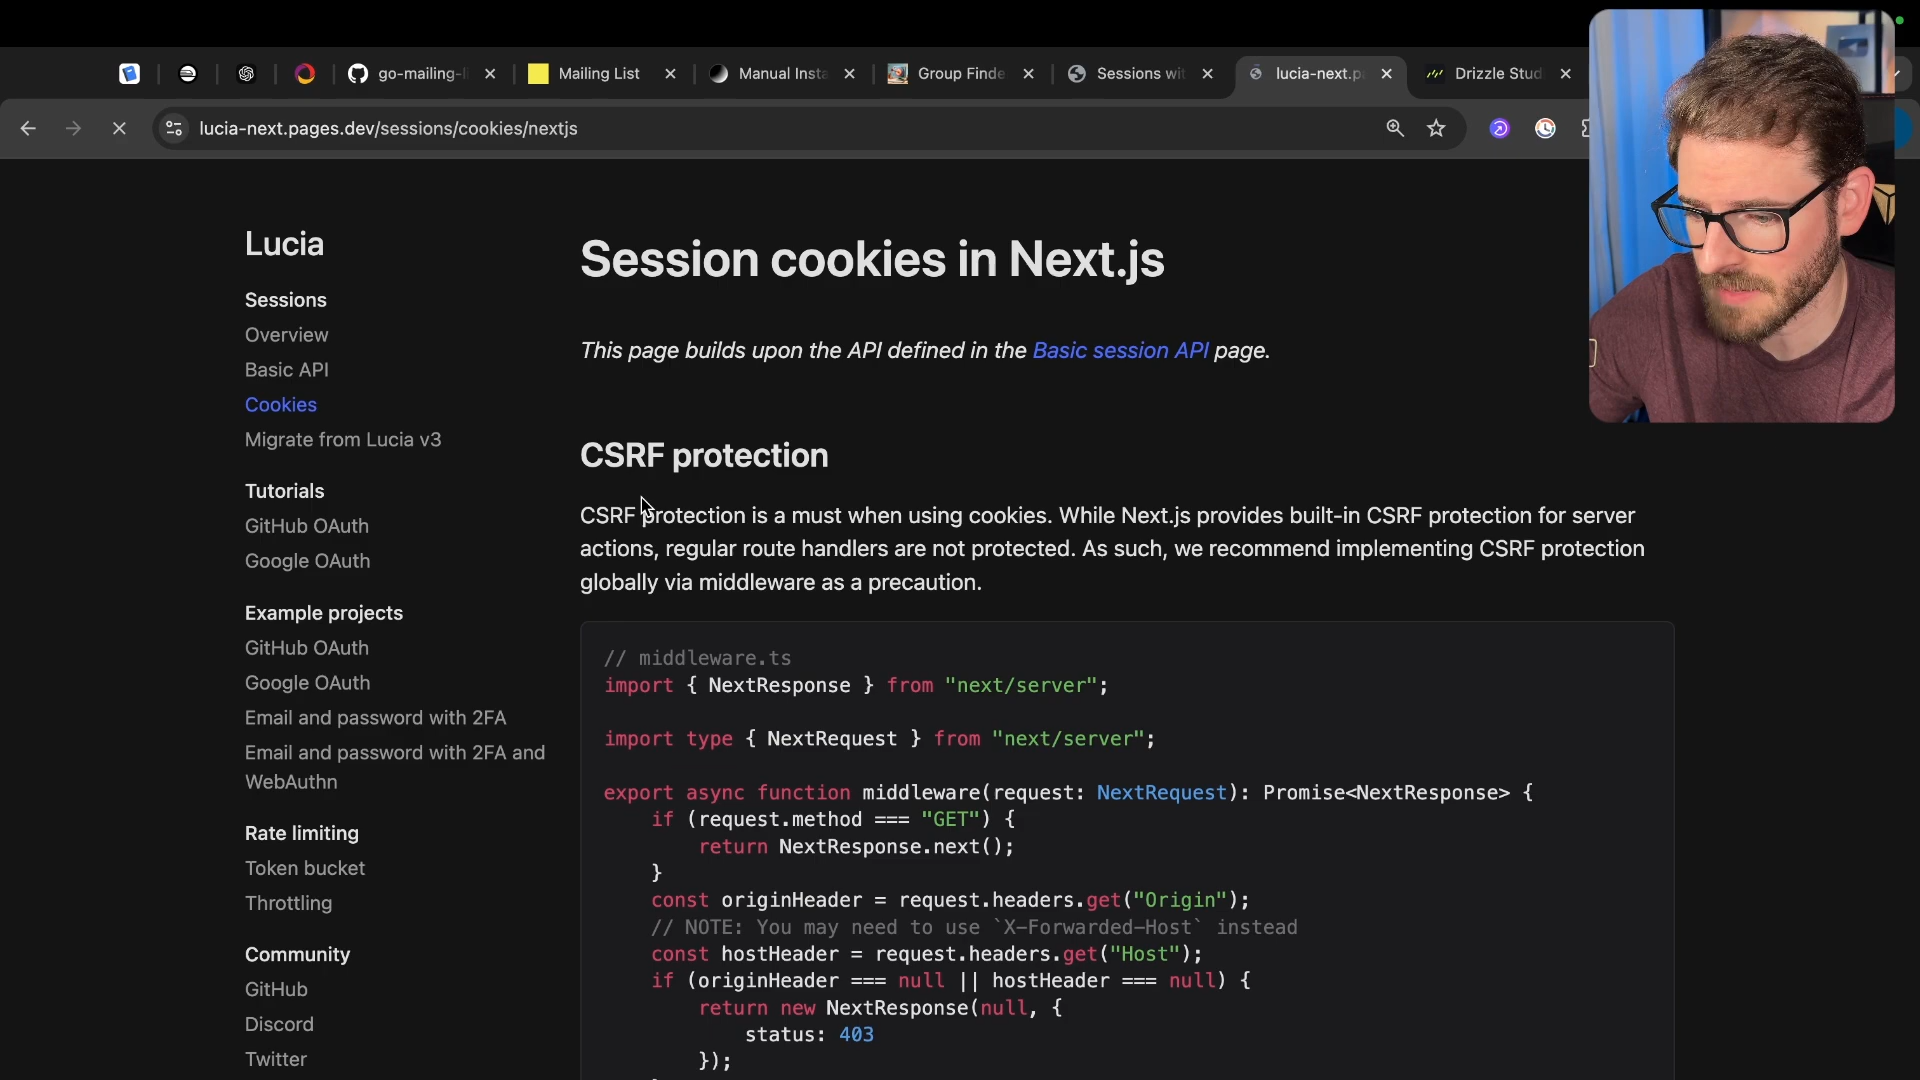 go-mailing-li
Mailing List
Manual Insta
Group Finde
Sessions wit
lucia-next.pa
Drizzle Stud
lucia-next.pages.dev/sessions/cookies/nextjs
Lucia
Sessions
Overview
Basic API
Cookies
Migrate from Lucia v3
Tutorials
GitHub OAuth
Google OAuth
Example projects
GitHub OAuth
Google OAuth
Email and password with 2FA
Email and password with 2FA and
WebAuthn
Rate limiting
Token bucket
Throttling
Community
GitHub
Discord
Twitter
Session cookies in Next.js
This page builds upon the API defined in the Basic session API page.
CSRF protection
CSRF protection is a must when using cookies. While Next.js provides built-in CSRF protection for server
actions, regular route handlers are not protected. As such, we recommend implementing CSRF protection
globally via middleware as a precaution.
// middleware.ts
import { NextResponse } from "next/server";
import type { NextRequest } from "next/server";
export async function middleware(request: NextRequest): Promise<NextResponse> {
if (request.method === "GET") {
return NextResponse.next();
}
const originHeader = request.headers.get("Origin");
// NOTE: You may need to use `X-Forwarded-Host` instead
const hostHeader = request.headers.get("Host");
if (originHeader === null || hostHeader === null) {
return new NextResponse(null, {
status: 403
});